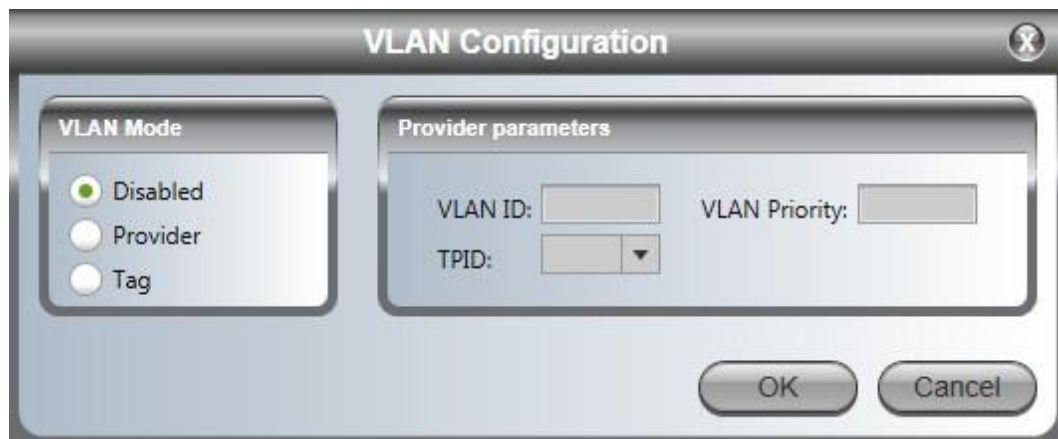 VLAN Configuration
X
VLAN Mode
Disabled
Provider
Tag
Provider parameters
VLAN ID:
VLAN Priority:
TPID:
OK
Cancel